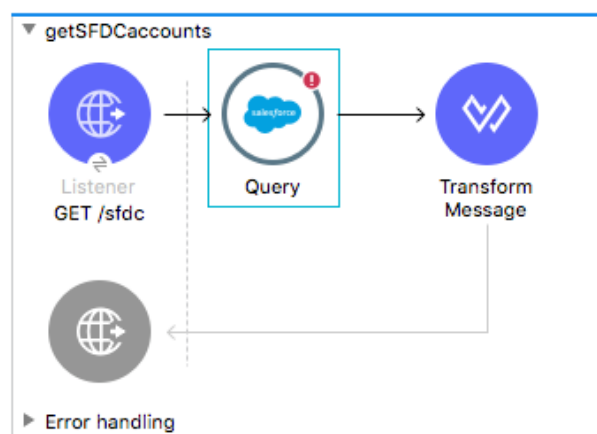 getSFDCaccounts
salesforce
Listener
GET /sfdc
Query
Transform
Message
Error handling